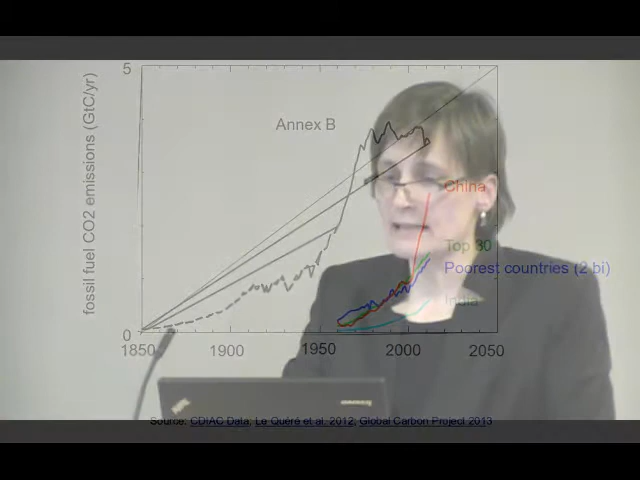 5
fossil fuel CO2 emissions (GtC/yr)
Annex B
China
Top 30
Poorest countries (2 bi)
India
0
1850 1900 1950 2000 2050
Source: CDIAC Data; Le Quéré et al. 2012; Global Carbon Project 2013